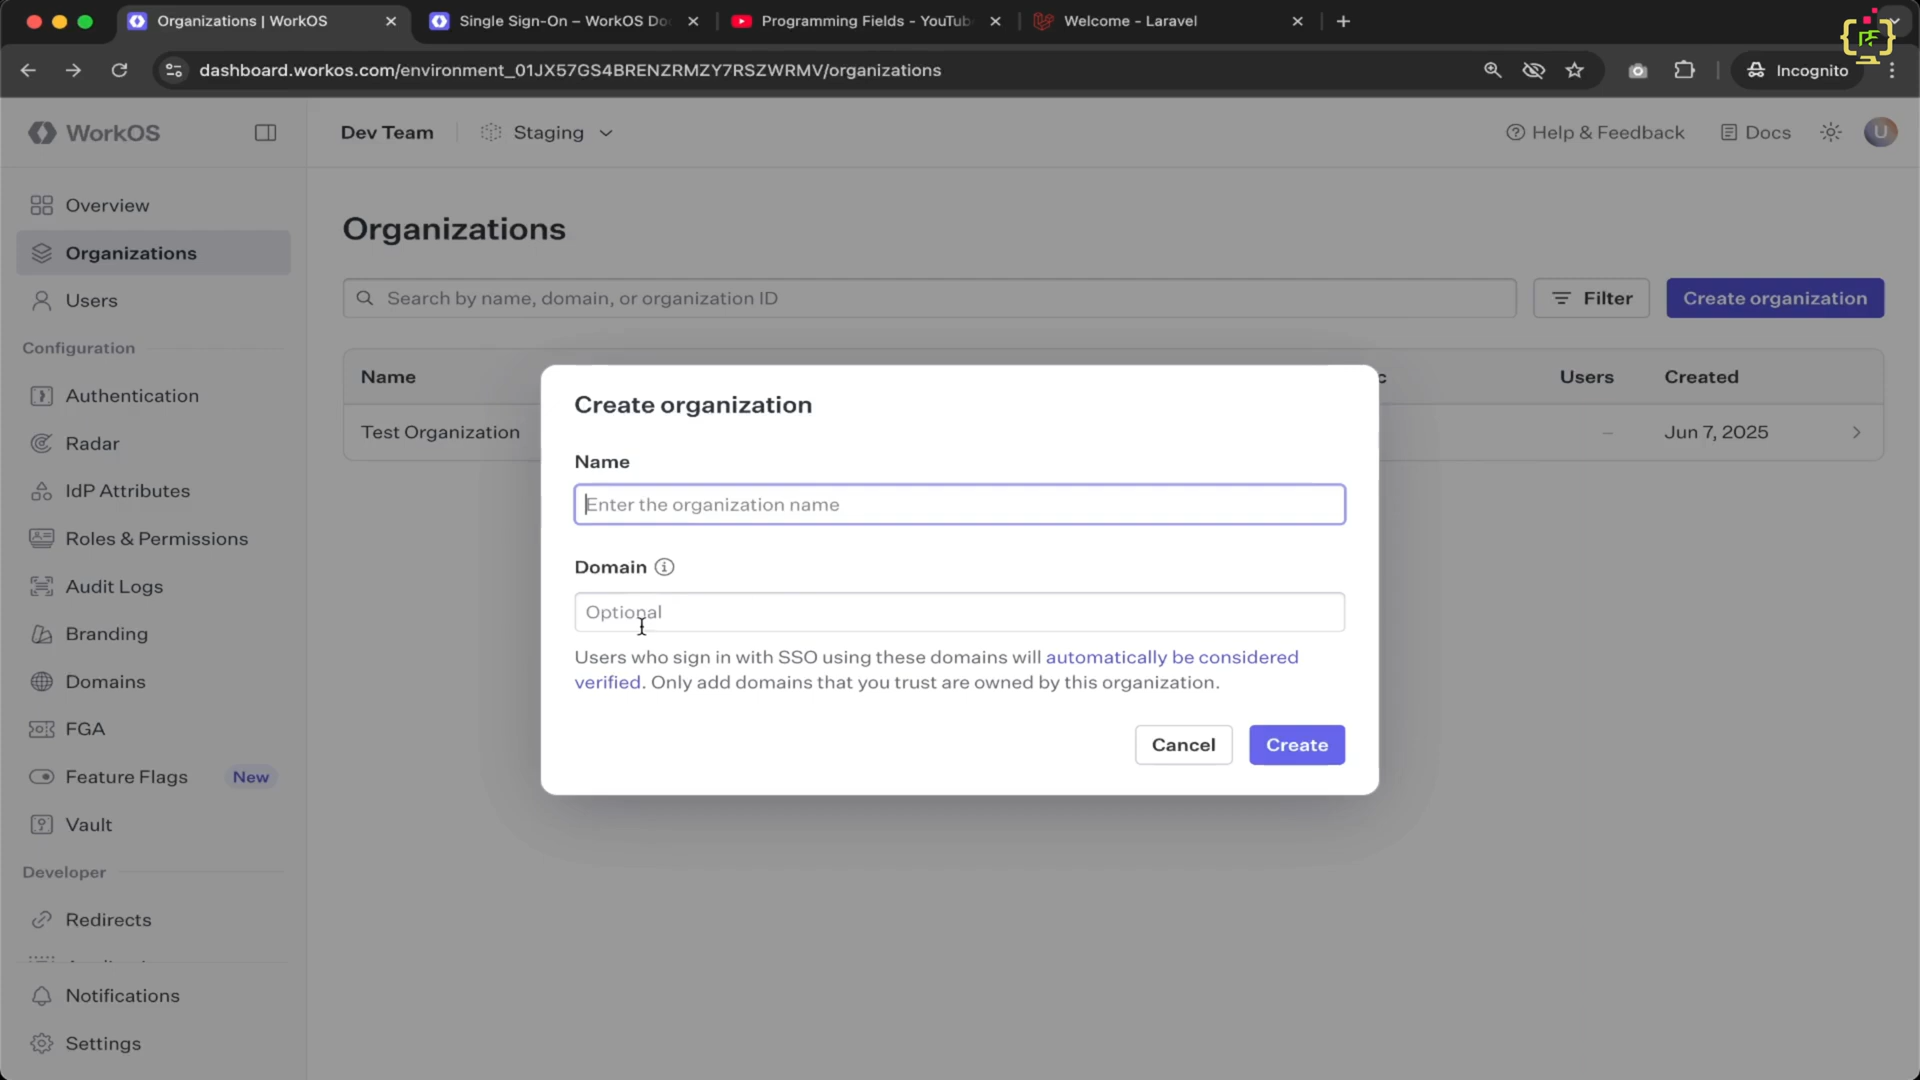 Organizations | WorkOS
Single Sign-On – WorkOS Do
Programming Fields - YouTub
Welcome - Laravel
dashboard.workos.com/environment_01JX57GS4BRENZRMZY7RSZWRMV/organizations
Incognito
WorkOS
Dev Team
Staging
Help & Feedback
Docs
U
Overview
Organizations
Users
Configuration
Authentication
Radar
IdP Attributes
Roles & Permissions
Audit Logs
Branding
Domains
FGA
Feature Flags
New
Vault
Developer
Redirects
Notifications
Settings
Organizations
Search by name, domain, or organization ID
Filter
Create organization
Name
Users
Created
Test Organization
–
Jun 7, 2025
Create organization
Name
Enter the organization name
Domain
Optional
Users who sign in with SSO using these domains will automatically be considered
verified. Only add domains that you trust are owned by this organization.
Cancel
Create